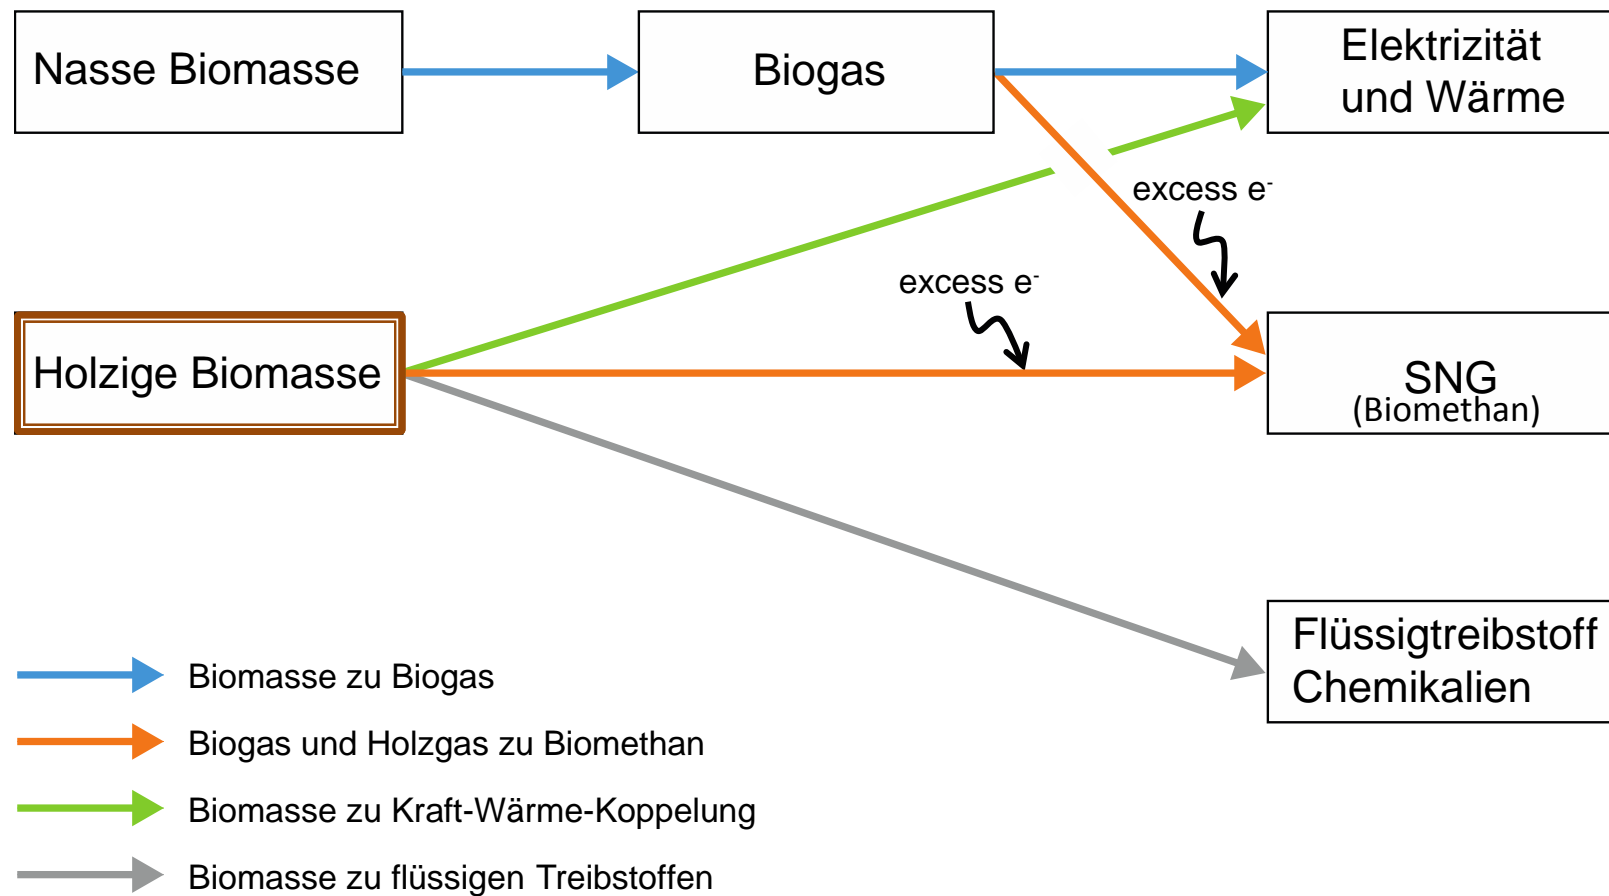 Nasse Biomasse
Biogas
Elektrizität
und Wärme
excess e⁻
excess e⁻
Holzige Biomasse
SNG
(Biomethan)
Flüssigtreibstoff
Chemikalien
Biomasse zu Biogas
Biogas und Holzgas zu Biomethan
Biomasse zu Kraft-Wärme-Koppelung
Biomasse zu flüssigen Treibstoffen